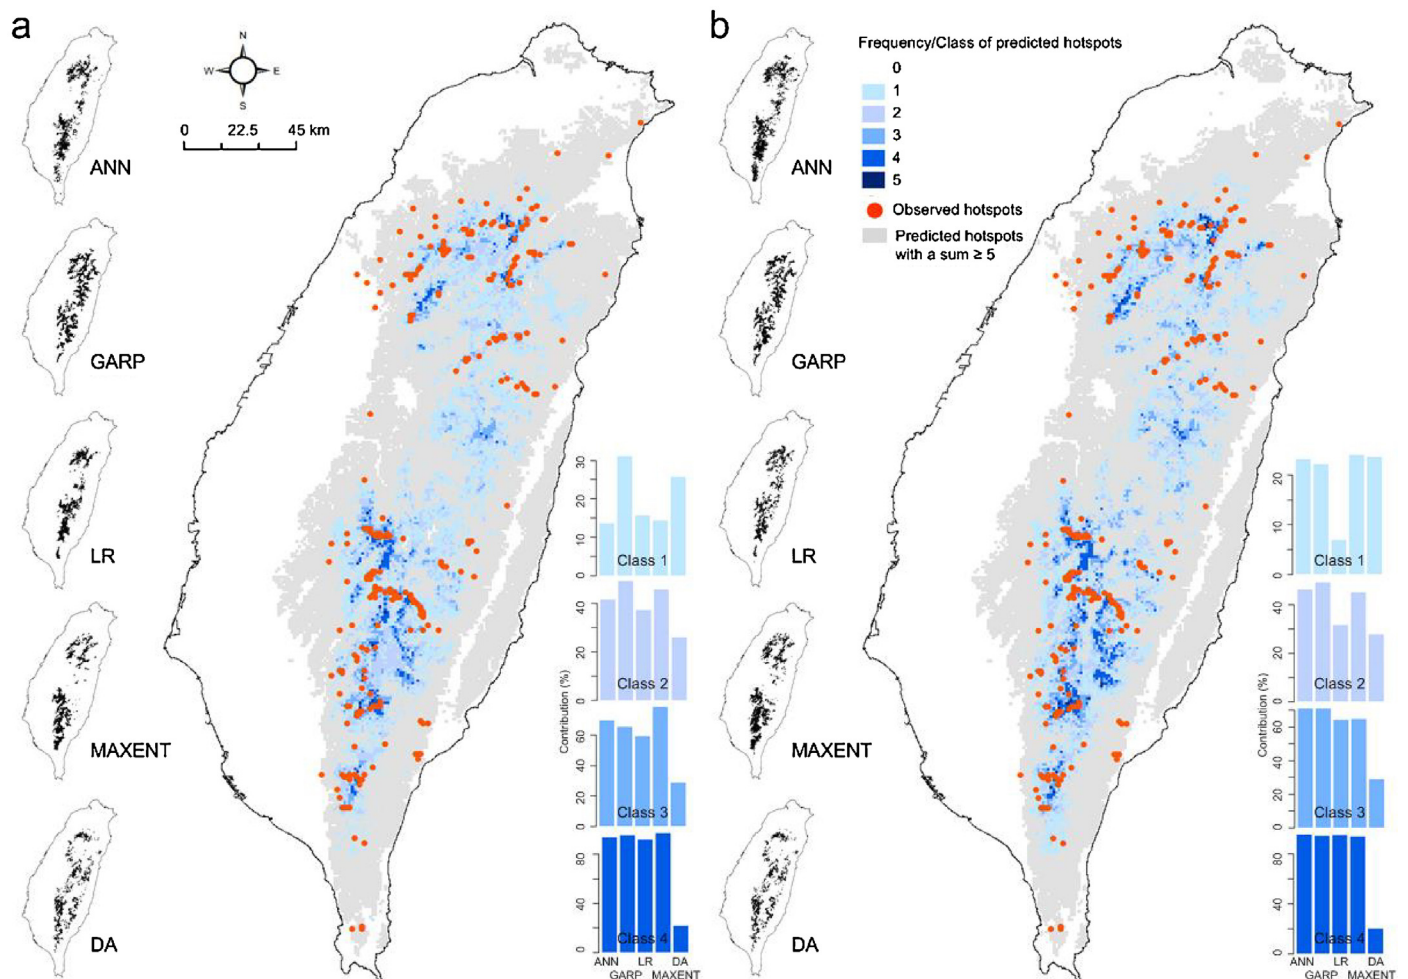 a
N
W
E
S
0 22.5 45 km
ANN
GARP
LR
MAXENT
DA
30
20
10
0
Class 1
40
20
0
Class 2
60
40
20
0
Class 3
80
40
0
Class 4
Contribution (%)
ANN LR DA
GARP MAXENT
b
Frequency/Class of predicted hotspots
0
1
2
3
4
5
Observed hotspots
Predicted hotspots
with a sum ≥ 5
ANN
GARP
LR
MAXENT
DA
20
10
0
Class 1
40
20
0
Class 2
60
40
20
0
Class 3
80
40
0
Class 4
Contribution (%)
ANN LR DA
GARP MAXENT